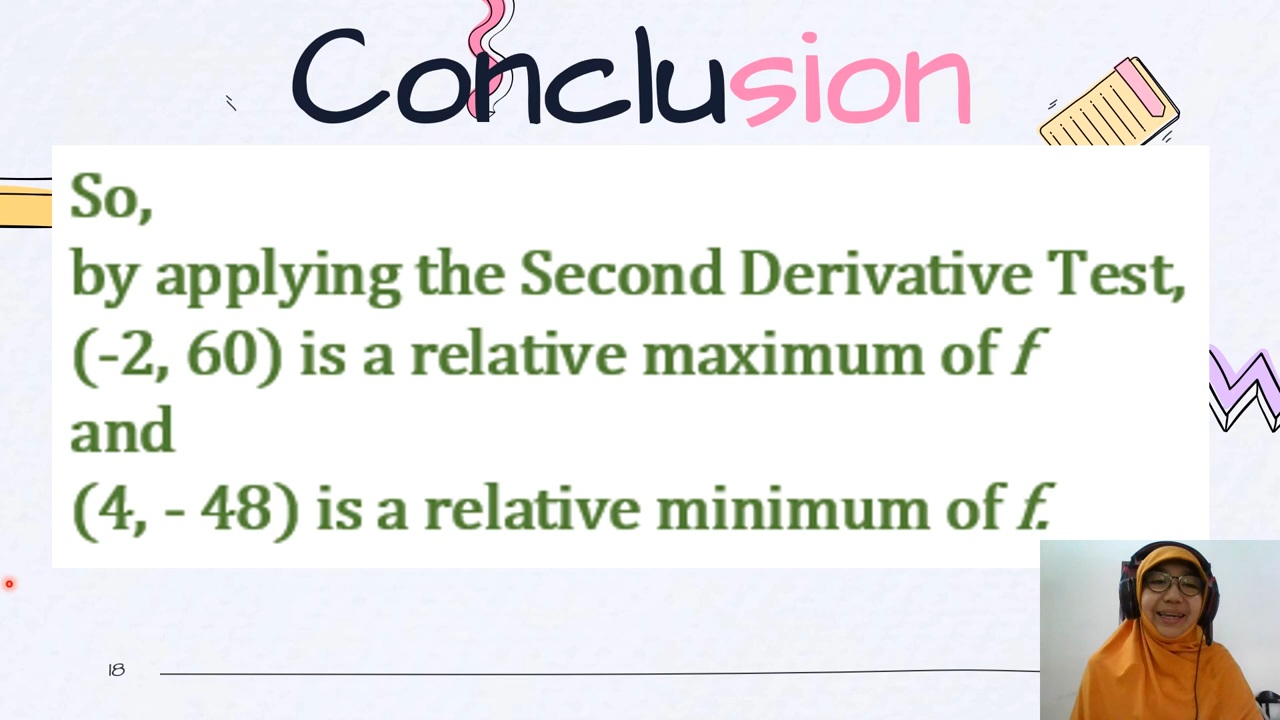 Conclusion
So,
by applying the Second Derivative Test,
(-2, 60) is a relative maximum of f
and
(4, - 48) is a relative minimum of f.
18